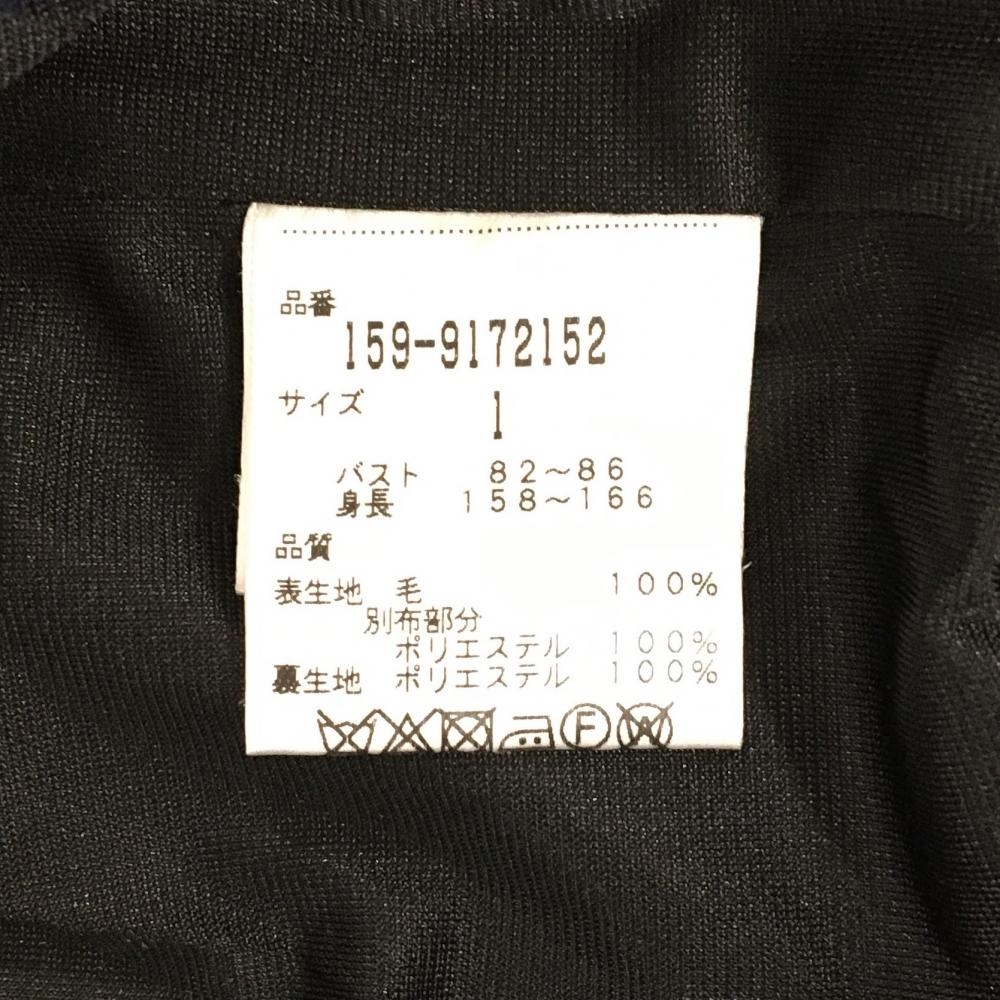 品番
159-9172152
サイズ 1
バスト 82~86
身長 158~166
品質
表生地 毛 100%
別布部分
ポリエステル 100%
裏生地 ポリエステル 100%
F W